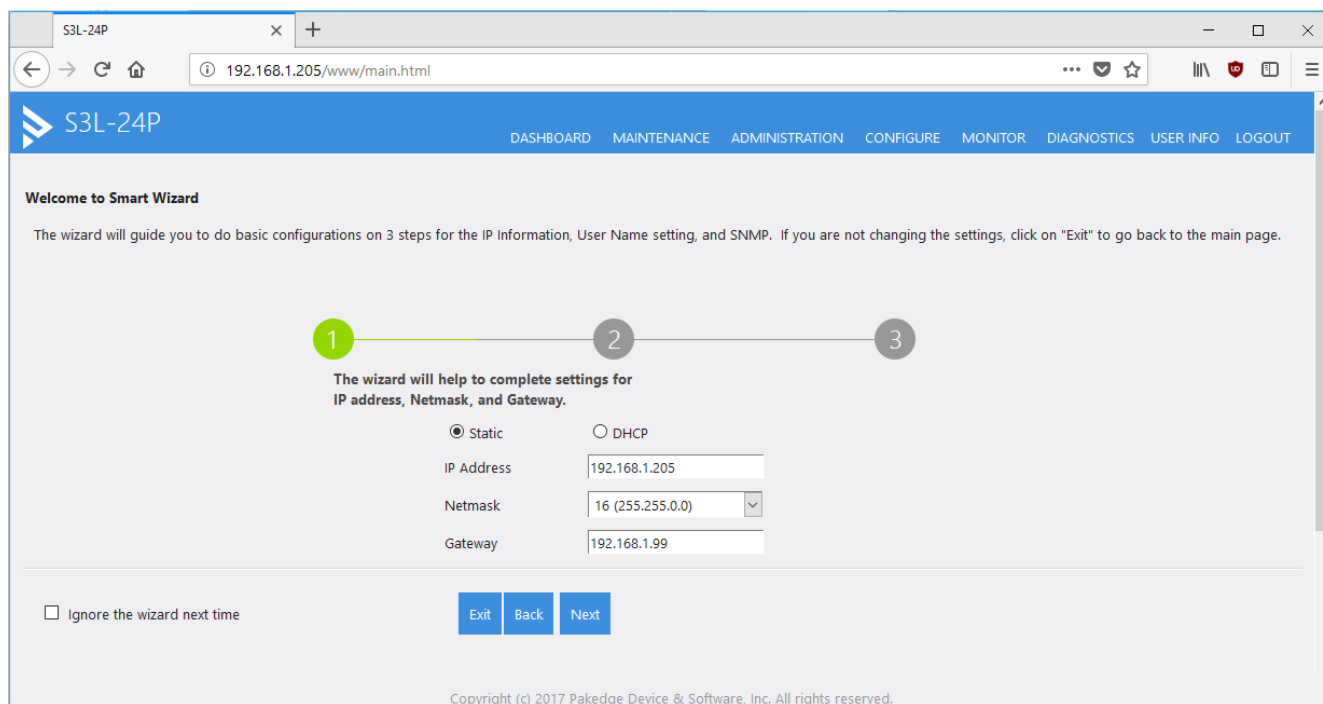 S3L-24P
192.168.1.205/www/main.html
S3L-24P
DASHBOARD MAINTENANCE ADMINISTRATION CONFIGURE MONITOR DIAGNOSTICS USER INFO LOGOUT
Welcome to Smart Wizard
The wizard will guide you to do basic configurations on 3 steps for the IP Information, User Name setting, and SNMP. If you are not changing the settings, click on "Exit" to go back to the main page.
1 2 3
The wizard will help to complete settings for
IP address, Netmask, and Gateway.
Static DHCP
IP Address 192.168.1.205
Netmask 16 (255.255.0.0)
Gateway 192.168.1.99
Ignore the wizard next time Exit Back Next
Copyright (c) 2017 Pakedge Device & Software, Inc. All rights reserved.